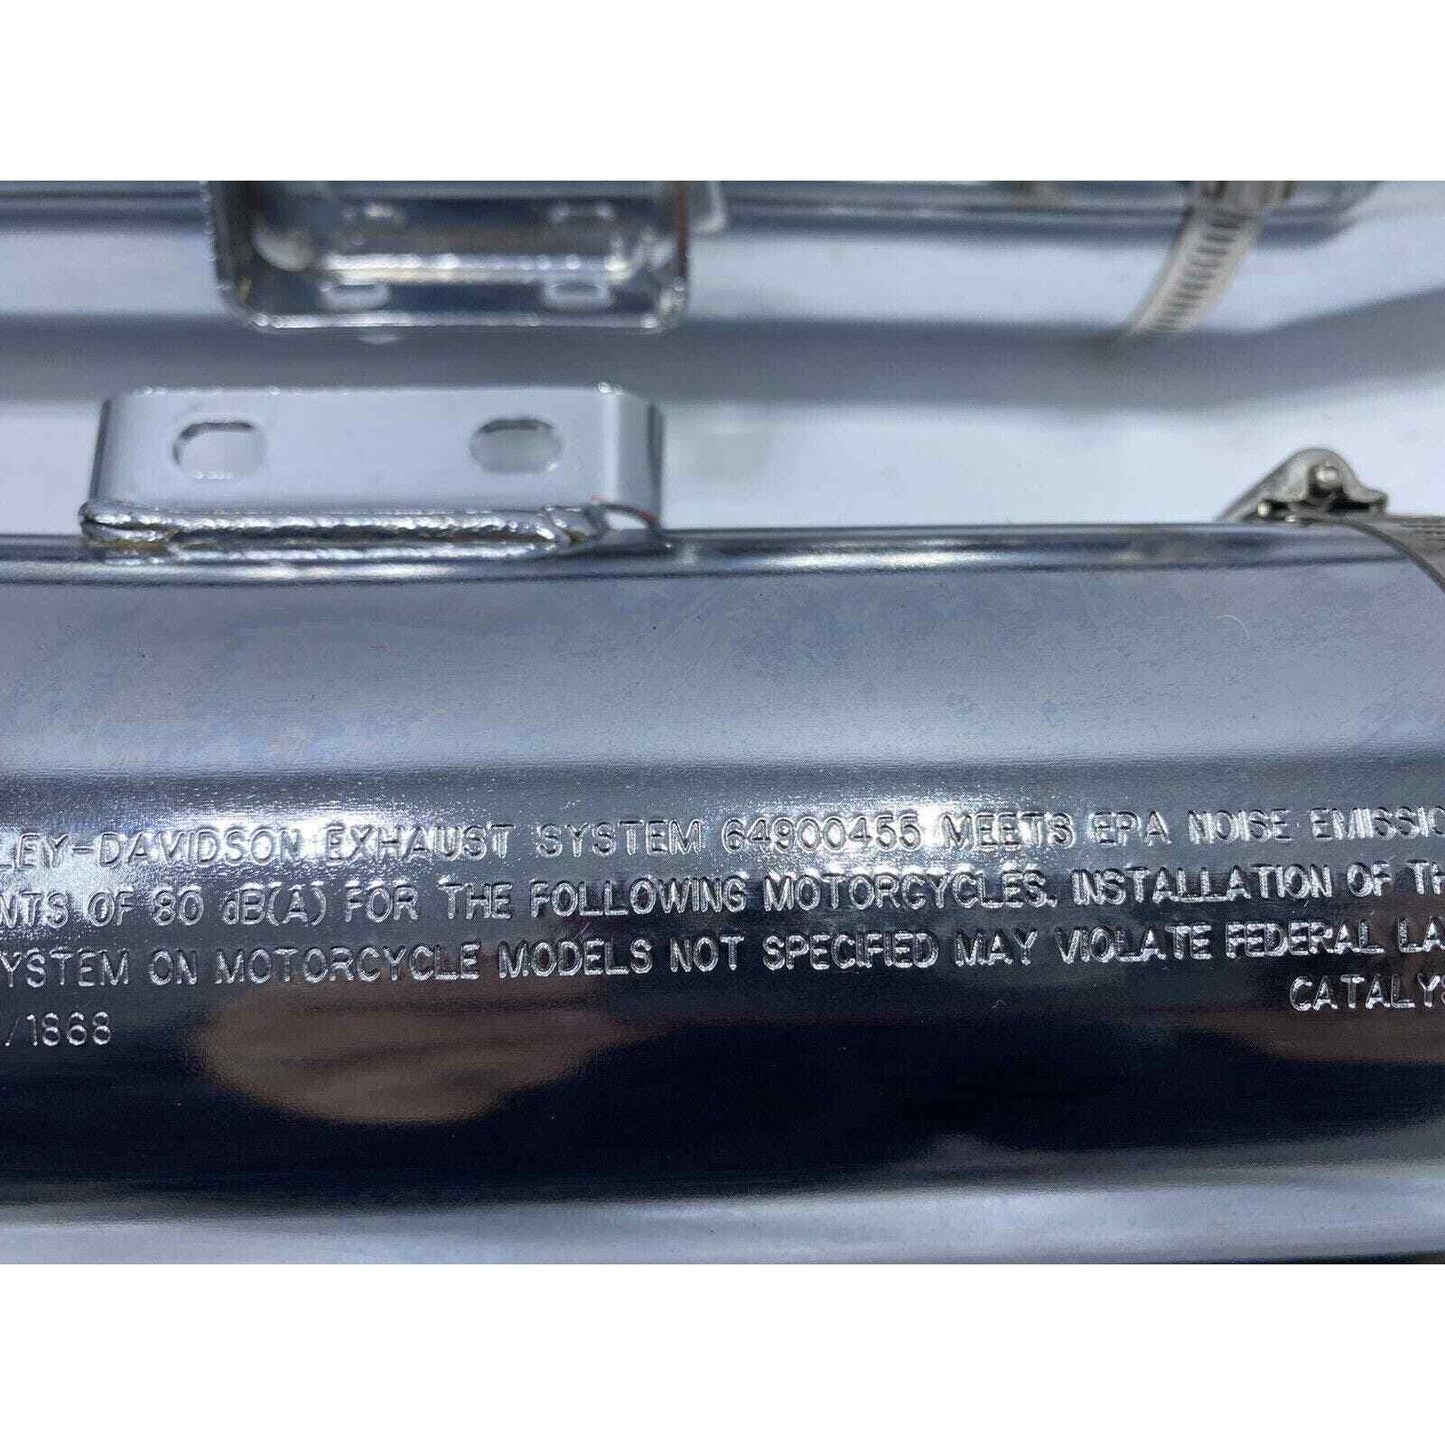 LEY-DAVIDSON EXHAUST SYSTEM 64900455 MEETS EPA NOISE EMISSIO
NTS OF 80 dB(A) FOR THE FOLLOWING MOTORCYCLES. INSTALLATION OF TH
YSTEM ON MOTORCYCLE MODELS NOT SPECIFIED MAY VIOLATE FEDERAL LA
CATALYS
/1868